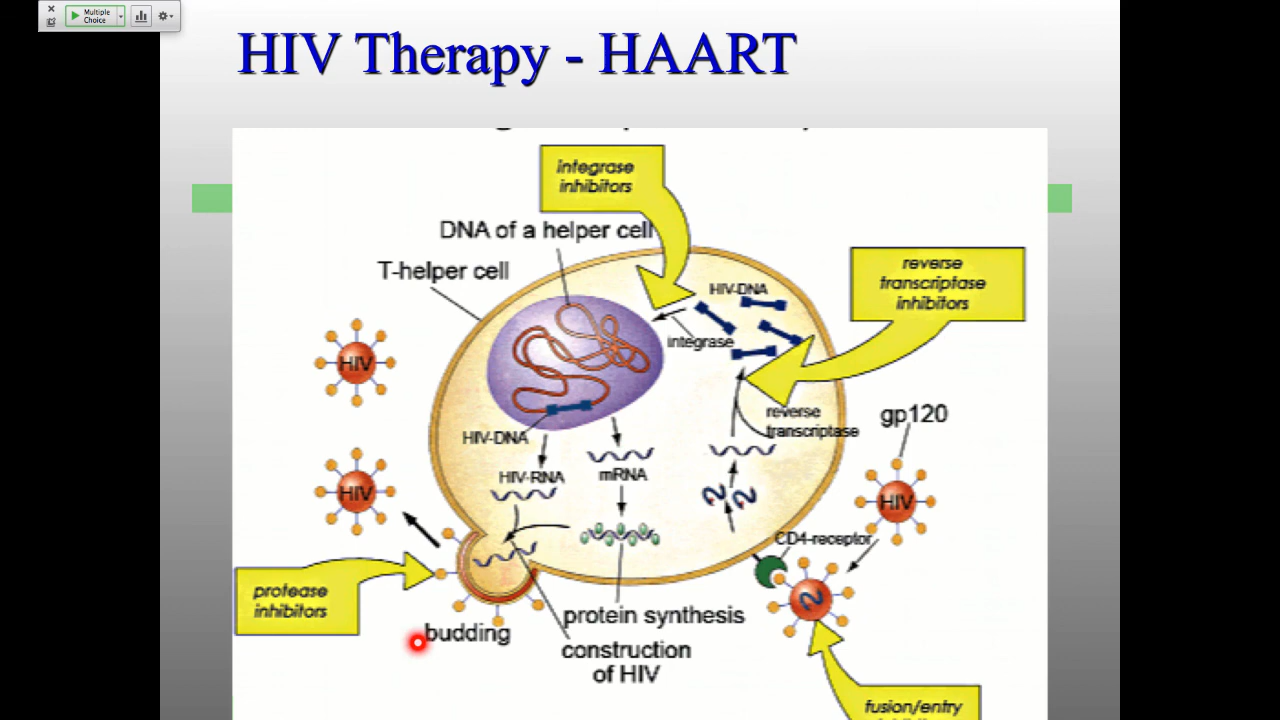 Multiple
Choice
HIV Therapy - HAART
integrase
inhibitors
DNA of a helper cell
T-helper cell
reverse
transcriptase
inhibitors
HIV-DNA
integrase
HIV
reverse
transcriptase
gp120
HIV-DNA
HIV-RNA
mRNA
HIV
HIV
CD4-receptor
protease
inhibitors
budding
protein synthesis
construction
of HIV
fusion/entry